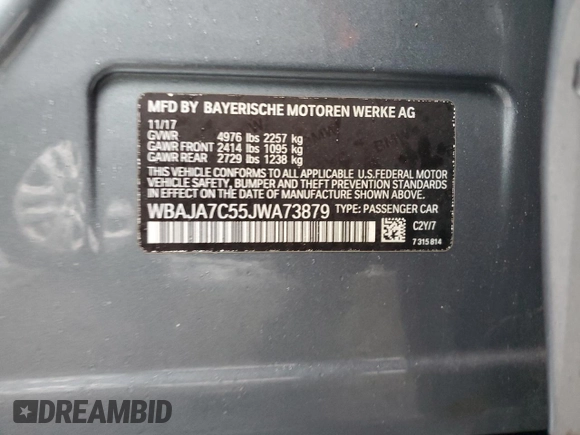 MFD BY BAYERISCHE MOTOREN WERKE AG
11/17
GVWR 4976 lbs 2257 kg
GAWR FRONT 2414 lbs 1095 kg
GAWR REAR 2729 lbs 1238 kg
THIS VEHICLE CONFORMS TO ALL APPLICABLE U.S.FEDERAL MOTOR
VEHICLE SAFETY, BUMPER AND THEFT PREVENTION STANDARDS IN
EFFECT ON THE DATE OF MANUFACTURE SHOWN ABOVE.
WBAJA7C55JWA73879 TYPE: PASSENGER CAR
C2Y/7
7 315 814
DREAMBID